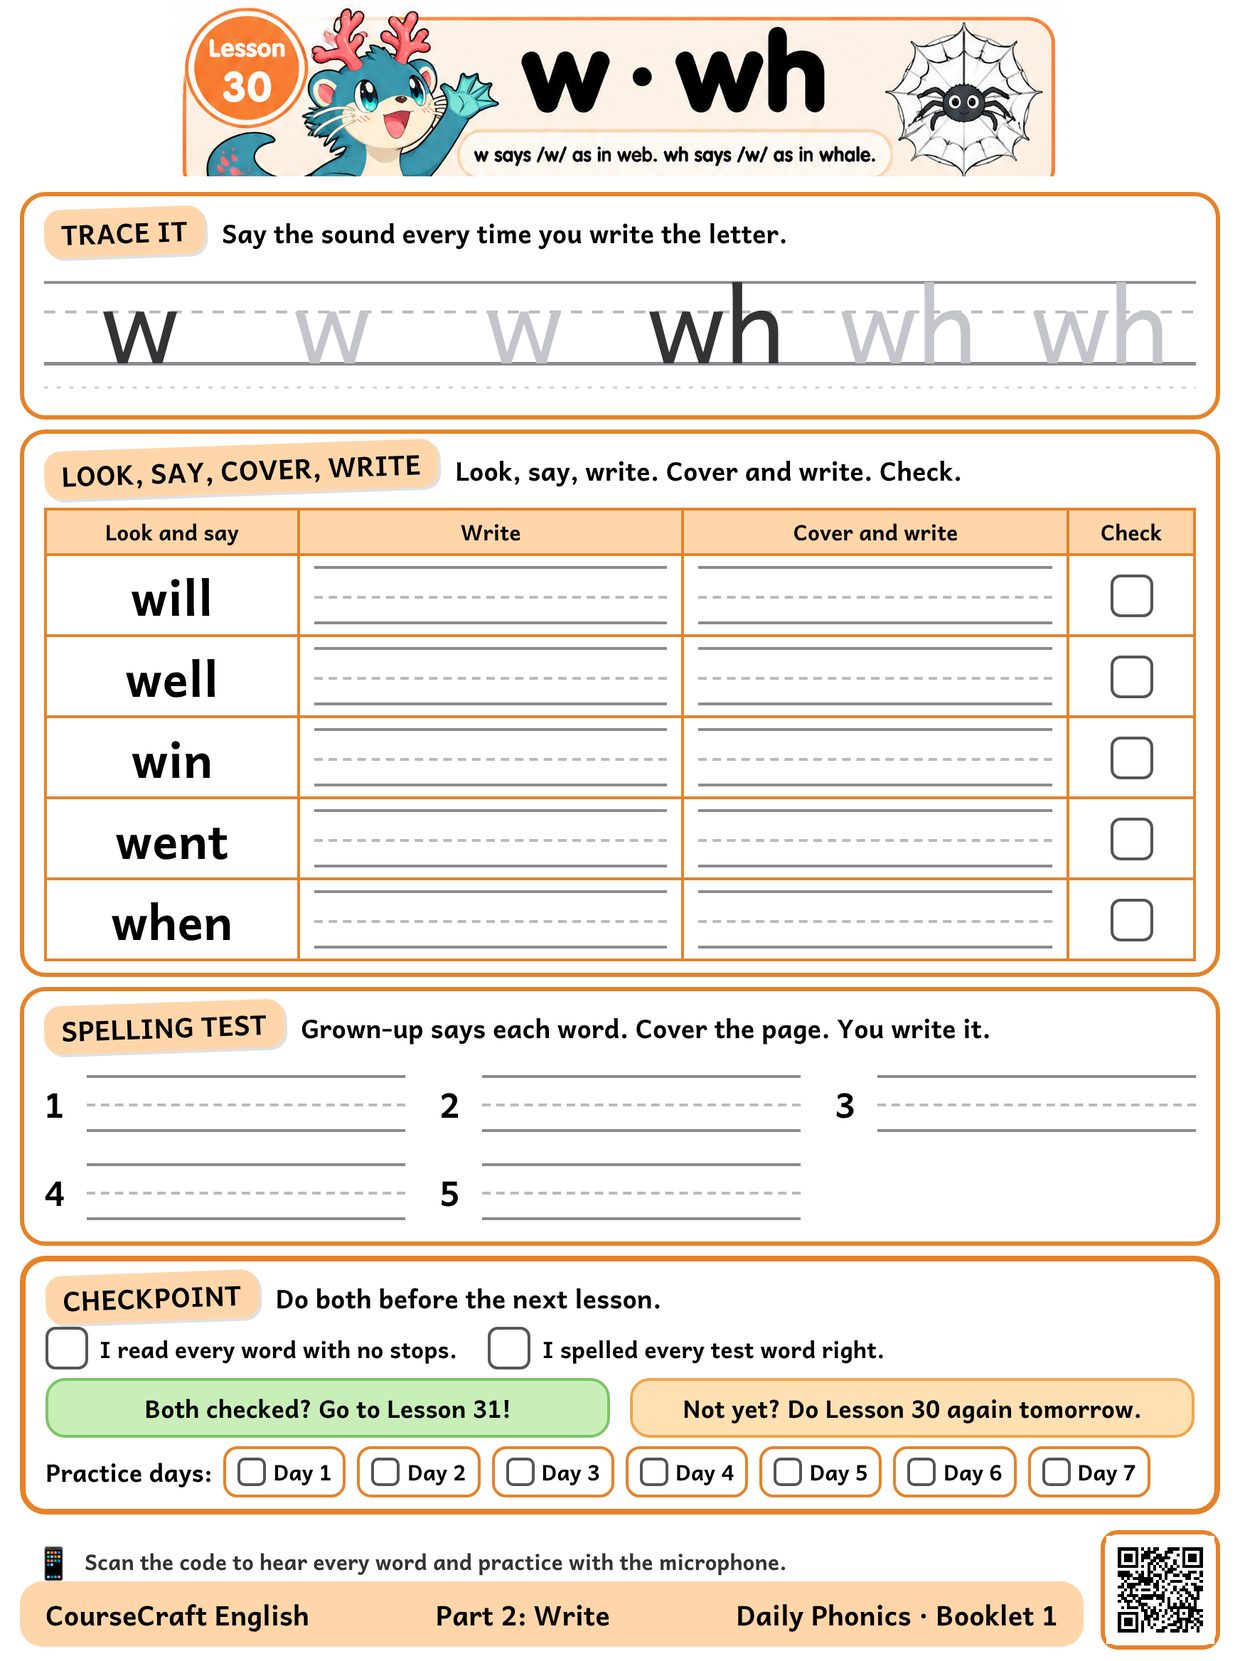 Lesson
30
w · wh
w says /w/ as in web. wh says /w/ as in whale.
TRACE IT Say the sound every time you write the letter.
w w w wh wh wh
LOOK, SAY, COVER, WRITE Look, say, write. Cover and write. Check.
Look and say Write Cover and write Check
will
well
win
went
when
SPELLING TEST Grown-up says each word. Cover the page. You write it.
1 2 3
4 5
CHECKPOINT Do both before the next lesson.
I read every word with no stops. I spelled every test word right.
Both checked? Go to Lesson 31! Not yet? Do Lesson 30 again tomorrow.
Practice days: Day 1 Day 2 Day 3 Day 4 Day 5 Day 6 Day 7
Scan the code to hear every word and practice with the microphone.
CourseCraft English Part 2: Write Daily Phonics · Booklet 1